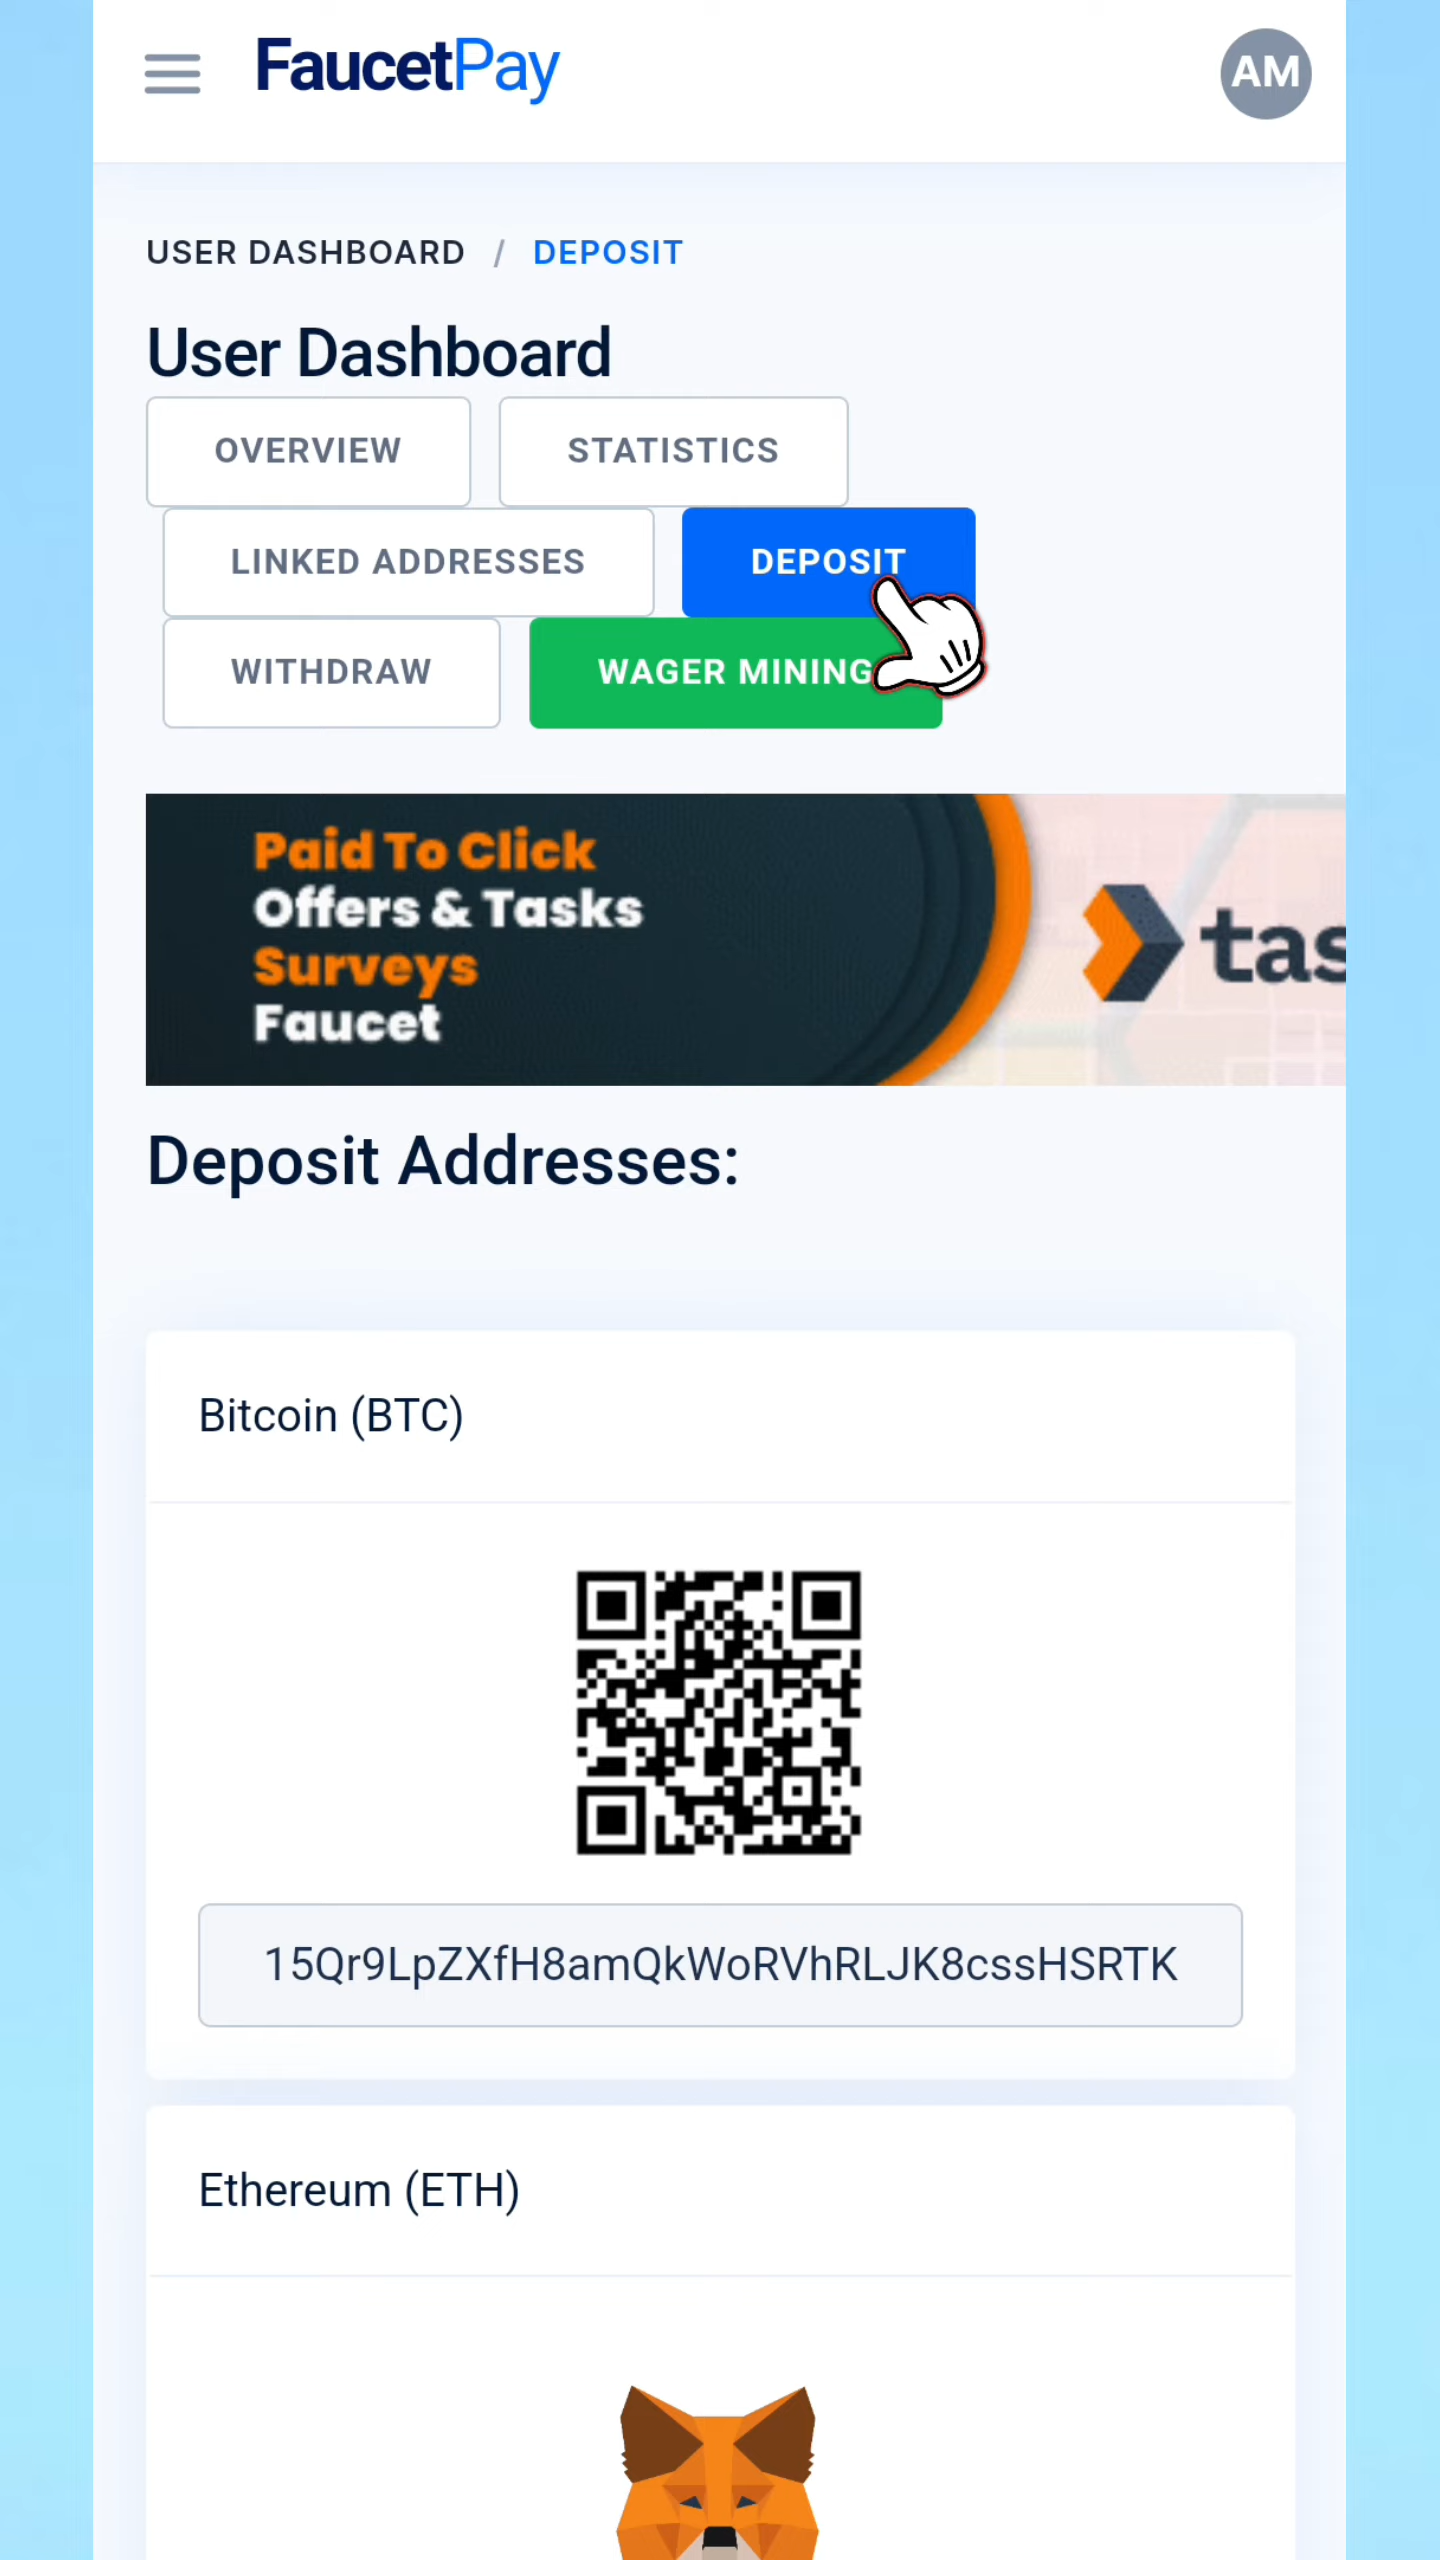 FaucetPay
AM
USER DASHBOARD / DEPOSIT
User Dashboard
OVERVIEW STATISTICS
LINKED ADDRESSES DEPOSIT
WITHDRAW WAGER MINING
Paid To Click
Offers & Tasks
Surveys
Faucet
tas
Deposit Addresses:
Bitcoin (BTC)
15Qr9LpZXfH8amQkWoRVhRLJK8cssHSRTK
Ethereum (ETH)